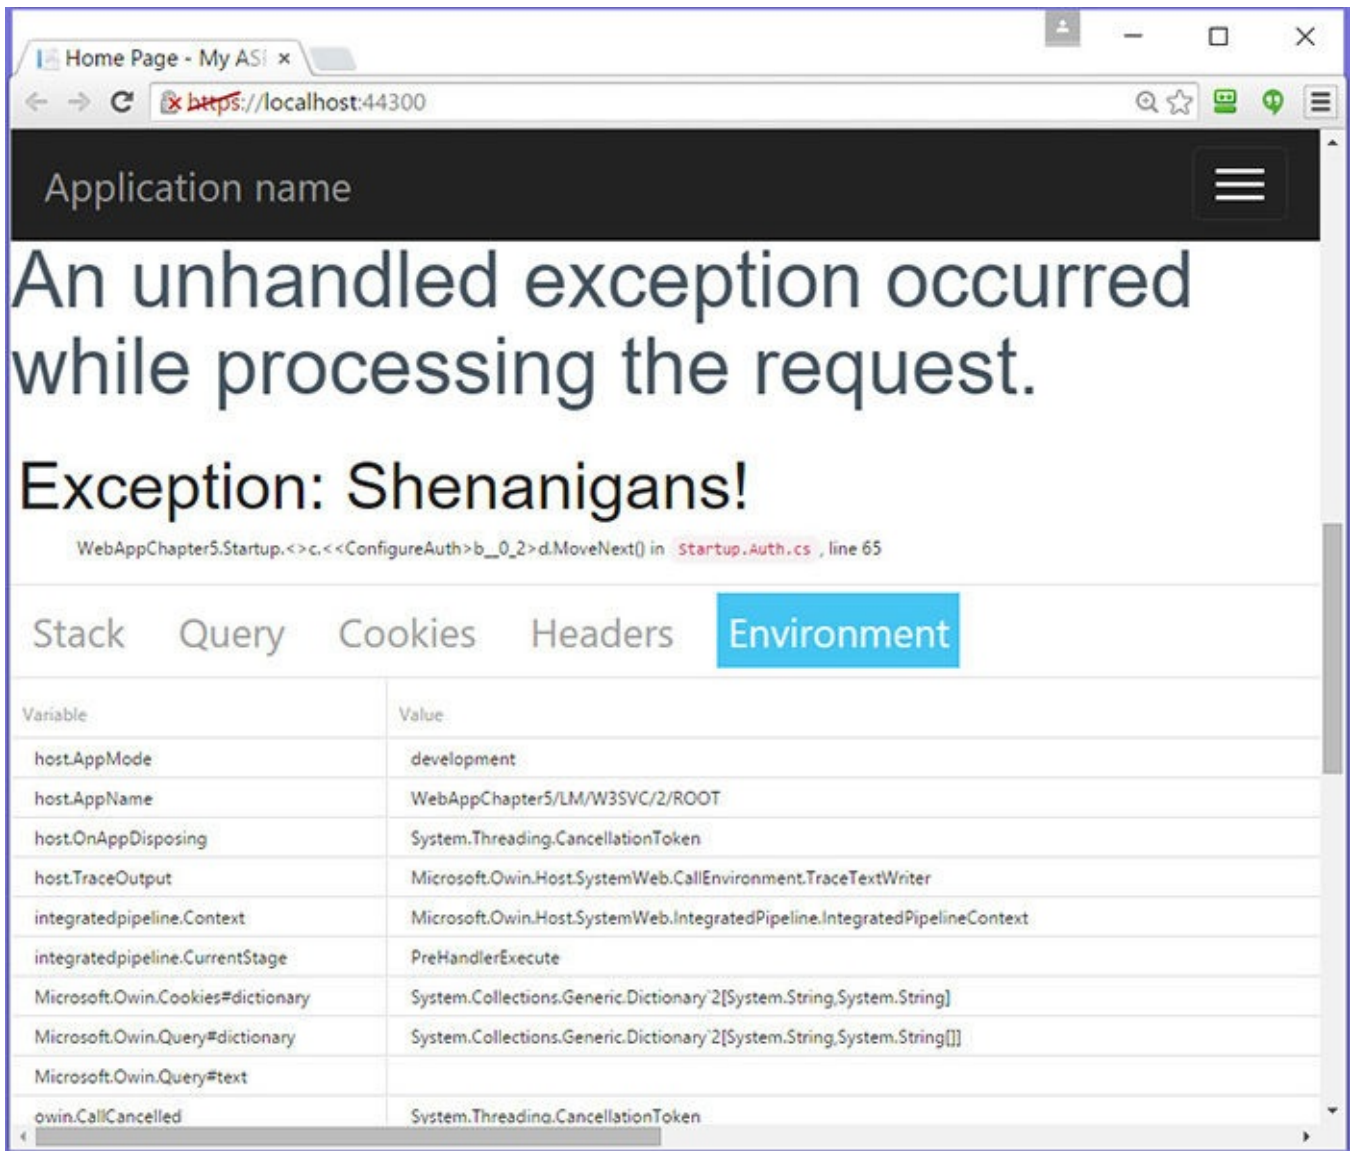 Home Page - My AS
https://localhost:44300
Application name
An unhandled exception occurred
while processing the request.
Exception: Shenanigans!
WebAppChapter5.Startup.<>c.<<ConfigureAuth>b__0_2>d.MoveNext() in Startup.Auth.cs , line 65
Stack Query Cookies Headers Environment
Variable Value
host.AppMode development
host.AppName WebAppChapter5/LM/W3SVC/2/ROOT
host.OnAppDisposing System.Threading.CancellationToken
host.TraceOutput Microsoft.Owin.Host.SystemWeb.CallEnvironment.TraceTextWriter
integratedpipeline.Context Microsoft.Owin.Host.SystemWeb.IntegratedPipeline.IntegratedPipelineContext
integratedpipeline.CurrentStage PreHandlerExecute
Microsoft.Owin.Cookies#dictionary System.Collections.Generic.Dictionary`2[System.String,System.String]
Microsoft.Owin.Query#dictionary System.Collections.Generic.Dictionary`2[System.String,System.String[]]
Microsoft.Owin.Query#text
owin.CallCancelled System.Threading.CancellationToken